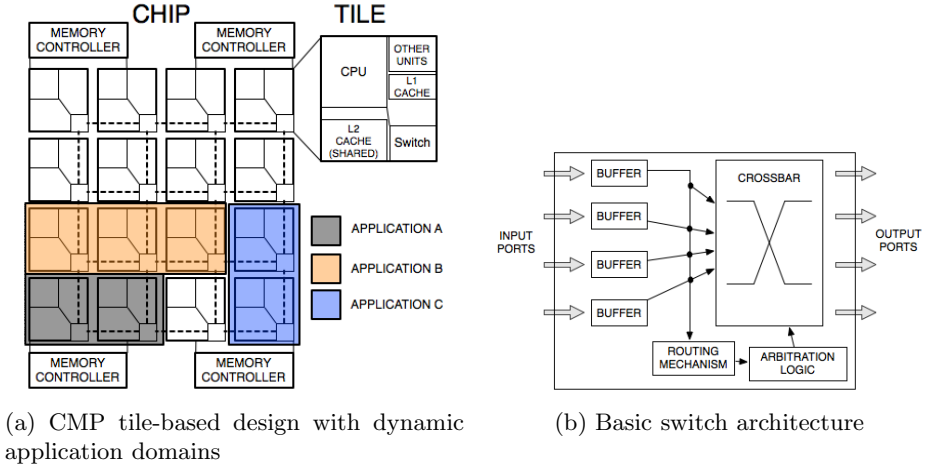 CHIP
TILE
MEMORY
CONTROLLER
MEMORY
CONTROLLER
CPU
OTHER
UNITS
L1
CACHE
L2
CACHE
(SHARED)
Switch
APPLICATION A
APPLICATION B
APPLICATION C
MEMORY
CONTROLLER
MEMORY
CONTROLLER
(a) CMP tile-based design with dynamic
application domains
INPUT
PORTS
BUFFER
BUFFER
BUFFER
BUFFER
CROSSBAR
OUTPUT
PORTS
ROUTING
MECHANISM
ARBITRATION
LOGIC
(b) Basic switch architecture